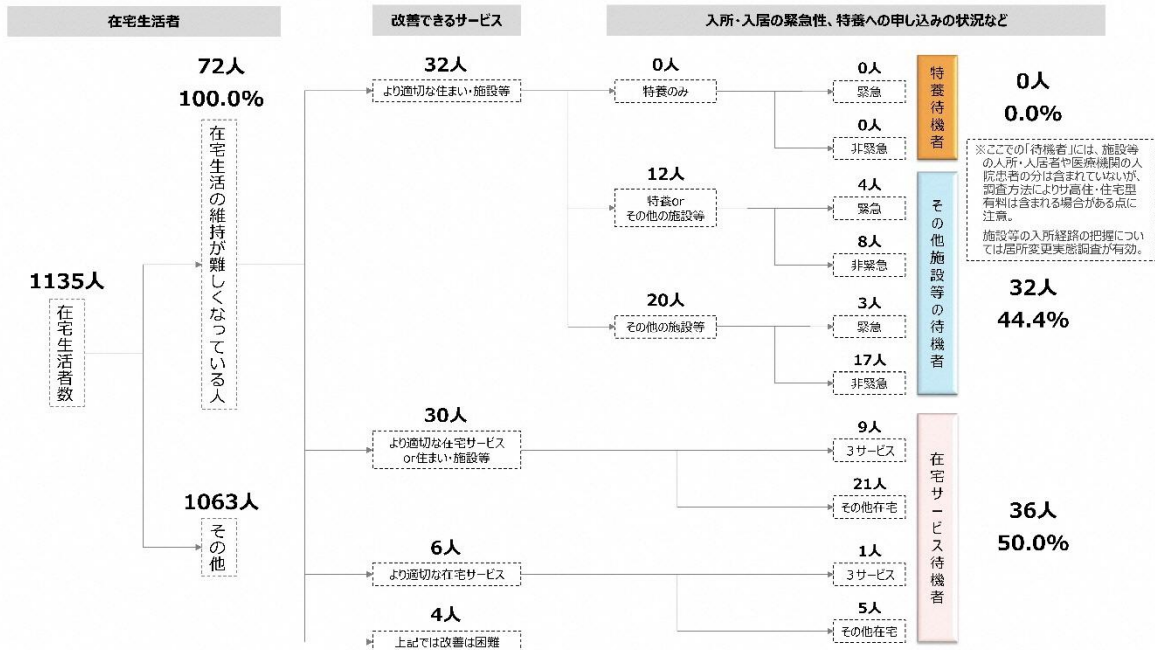 在宅生活者
改善できるサービス
入所・入居の緊急性、特養への申し込みの状況など
1135人
在宅生活者数
72人
100.0%
在宅生活の維持が難しくなっている人
1063人
その他
32人
より適切な住まい・施設等
30人
より適切な在宅サービス
or住まい・施設等
6人
より適切な在宅サービス
4人
上記では改善は困難
0人
特養のみ
12人
特養or
その他の施設等
20人
その他の施設等
0人
緊急
0人
非緊急
4人
緊急
8人
非緊急
3人
緊急
17人
非緊急
9人
3サービス
21人
その他在宅
1人
3サービス
5人
その他在宅
特養待機者
0人
0.0%
※ここでの「待機者」には、施設等
の入所・入居者や医療機関の入
院患者の分は含まれていないが、
調査方法によりサ高住・住宅型
有料は含まれる場合がある点に
注意。
施設等の入所経路の把握につい
ては居所変更実態調査が有効。
その他施設等の待機者
32人
44.4%
在宅サービス待機者
36人
50.0%